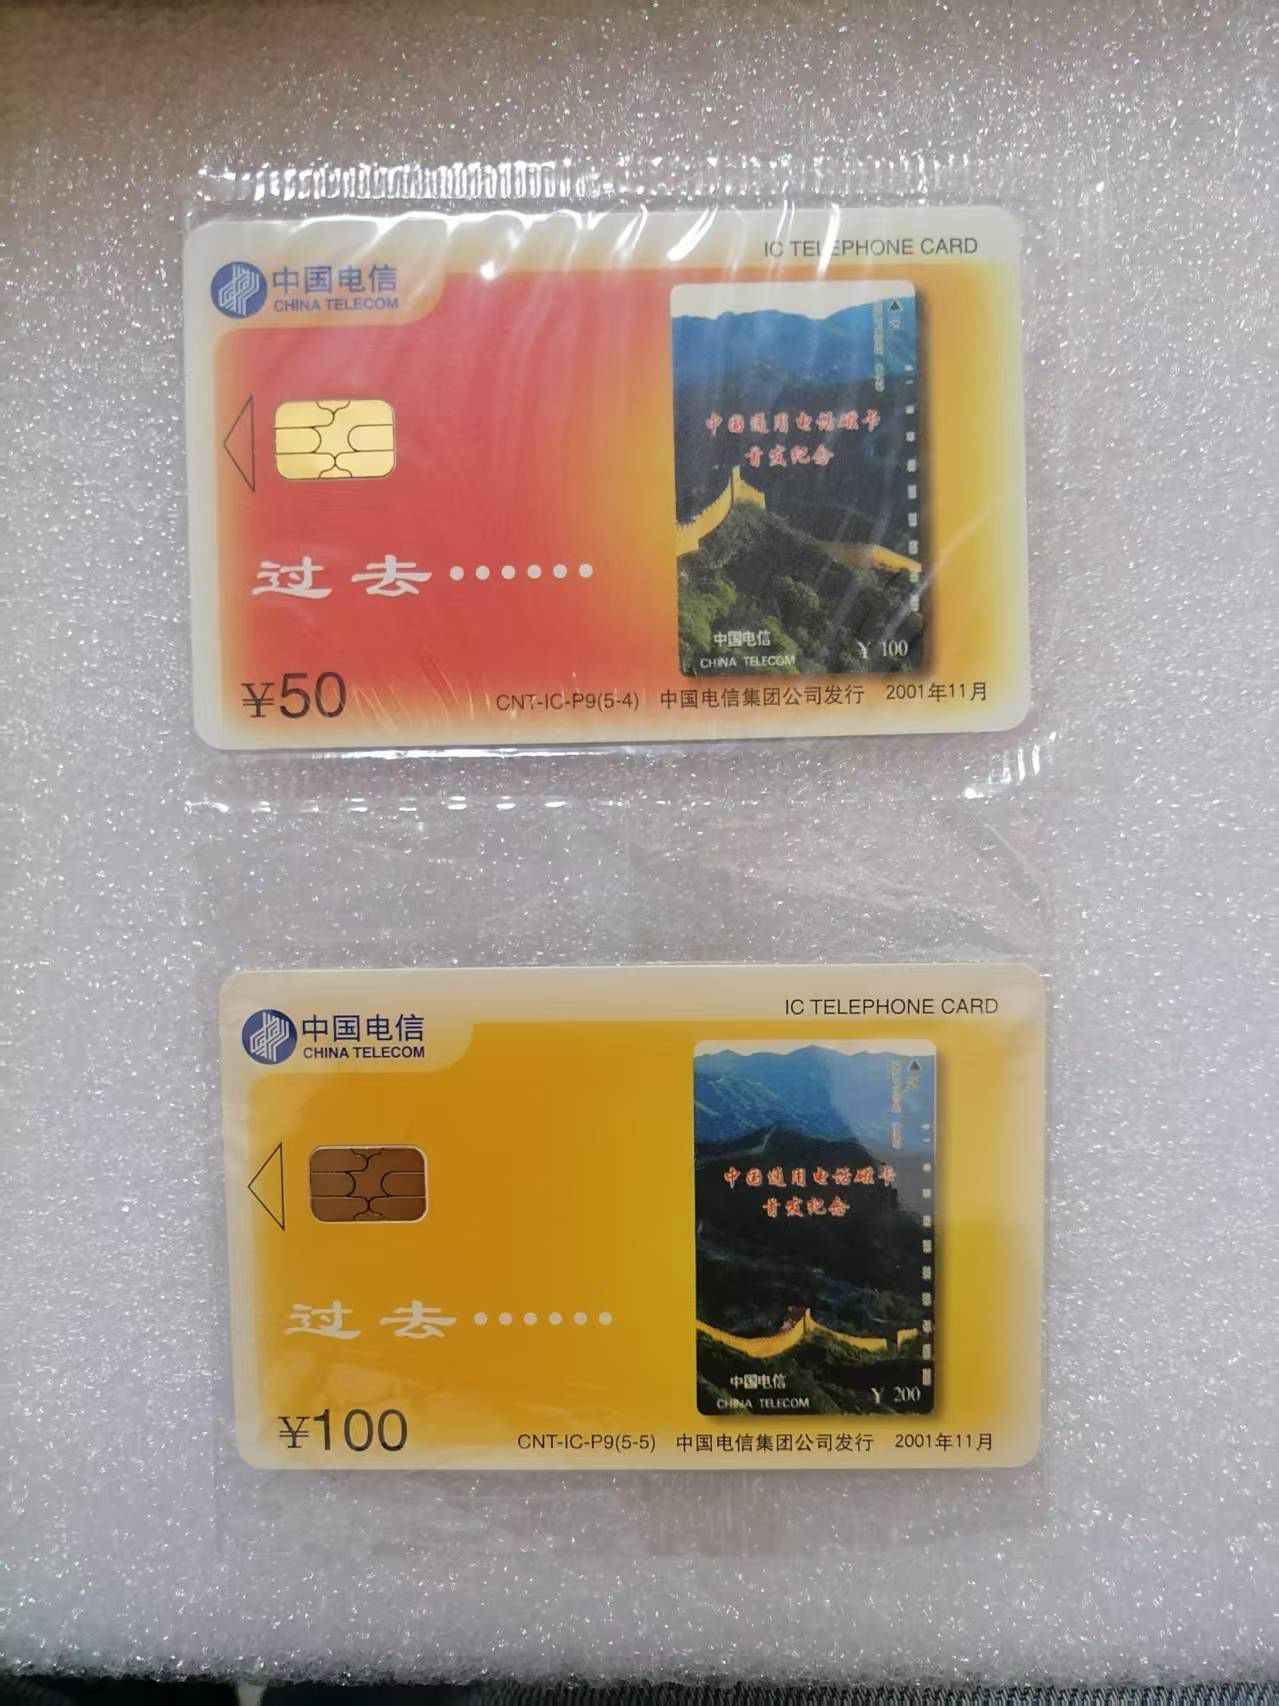 IC TELEPHONE CARD
中国电信
CHINA TELECOM
中国通用电话磁卡
首发纪念
过去······
中国电信
CHINA TELECOM
¥ 100
¥50
CNT-IC-P9(5-4) 中国电信集团公司发行 2001年11月
IC TELEPHONE CARD
中国电信
CHINA TELECOM
中国通用电话磁卡
首发纪念
过去······
中国电信
CHINA TELECOM
¥ 200
¥100
CNT-IC-P9(5-5) 中国电信集团公司发行 2001年11月